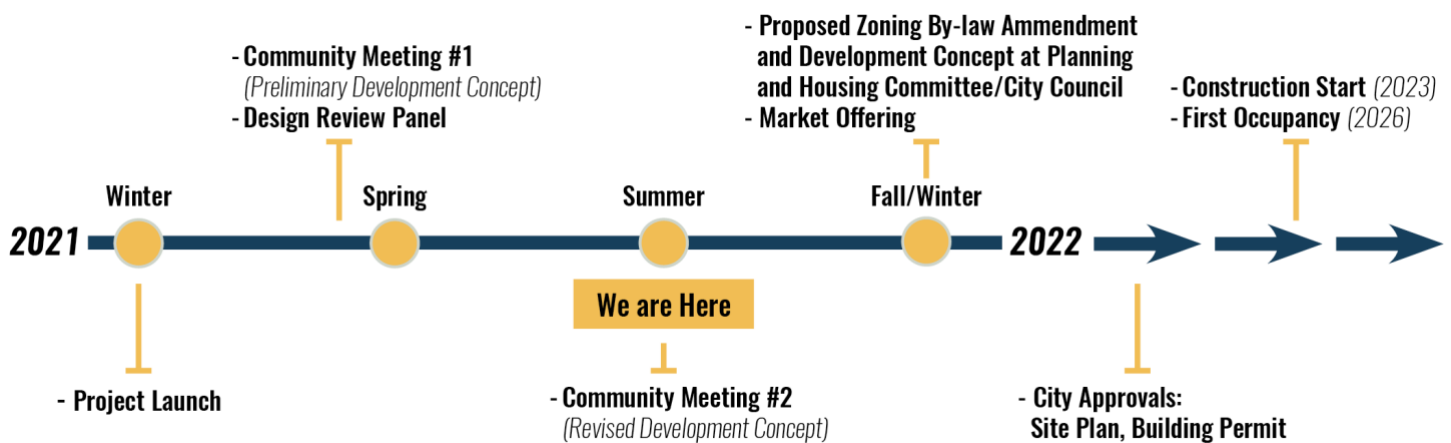 - Community Meeting #1
(Preliminary Development Concept)
- Design Review Panel
- Proposed Zoning By-law Ammendment
and Development Concept at Planning
and Housing Committee/City Council
- Market Offering
- Construction Start (2023)
- First Occupancy (2026)
Winter
Spring
Summer
Fall/Winter
2021
2022
We are Here
- Project Launch
- Community Meeting #2
(Revised Development Concept)
- City Approvals:
Site Plan, Building Permit